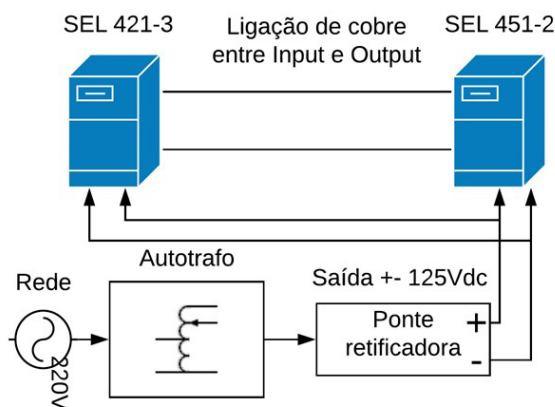 SEL 421-3
Ligação de cobre
entre Input e Output
SEL 451-2
Rede
220V
Autotrafo
Saída +- 125Vdc
Ponte
retificadora
+
-